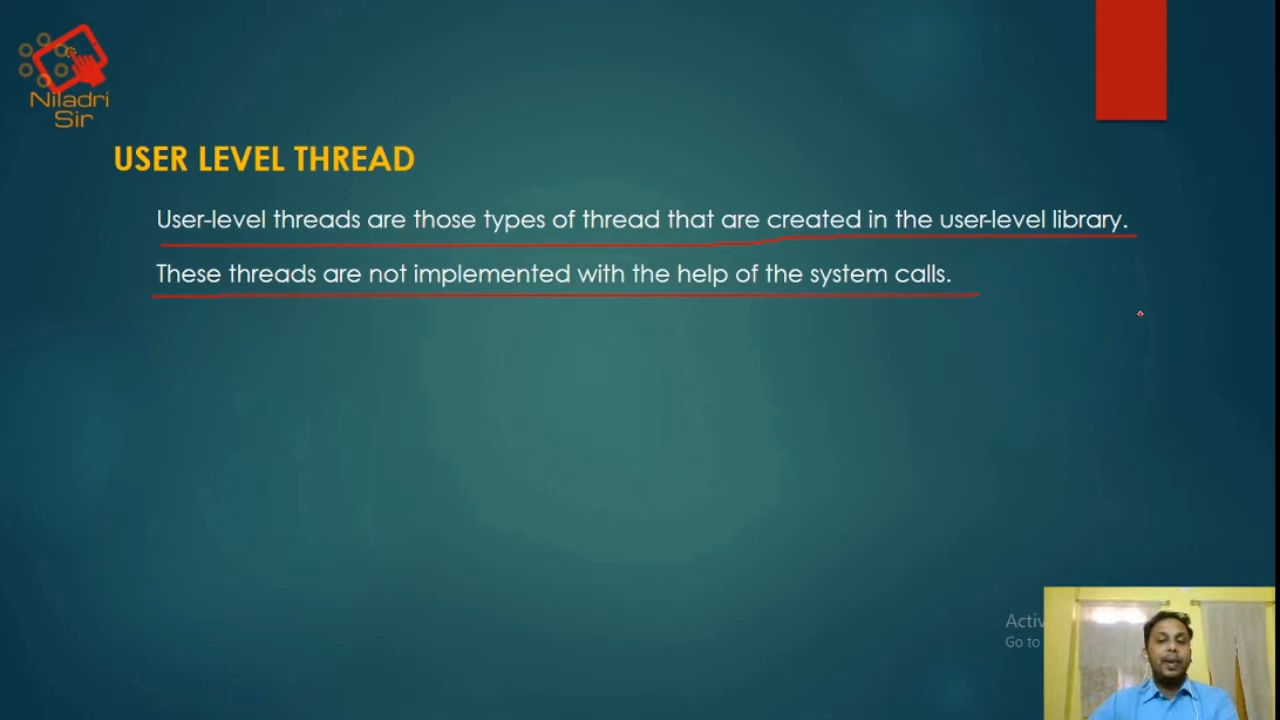 Niladri
Sir
USER LEVEL THREAD
User-level threads are those types of thread that are created in the user-level library.
These threads are not implemented with the help of the system calls.
Activ
Go to